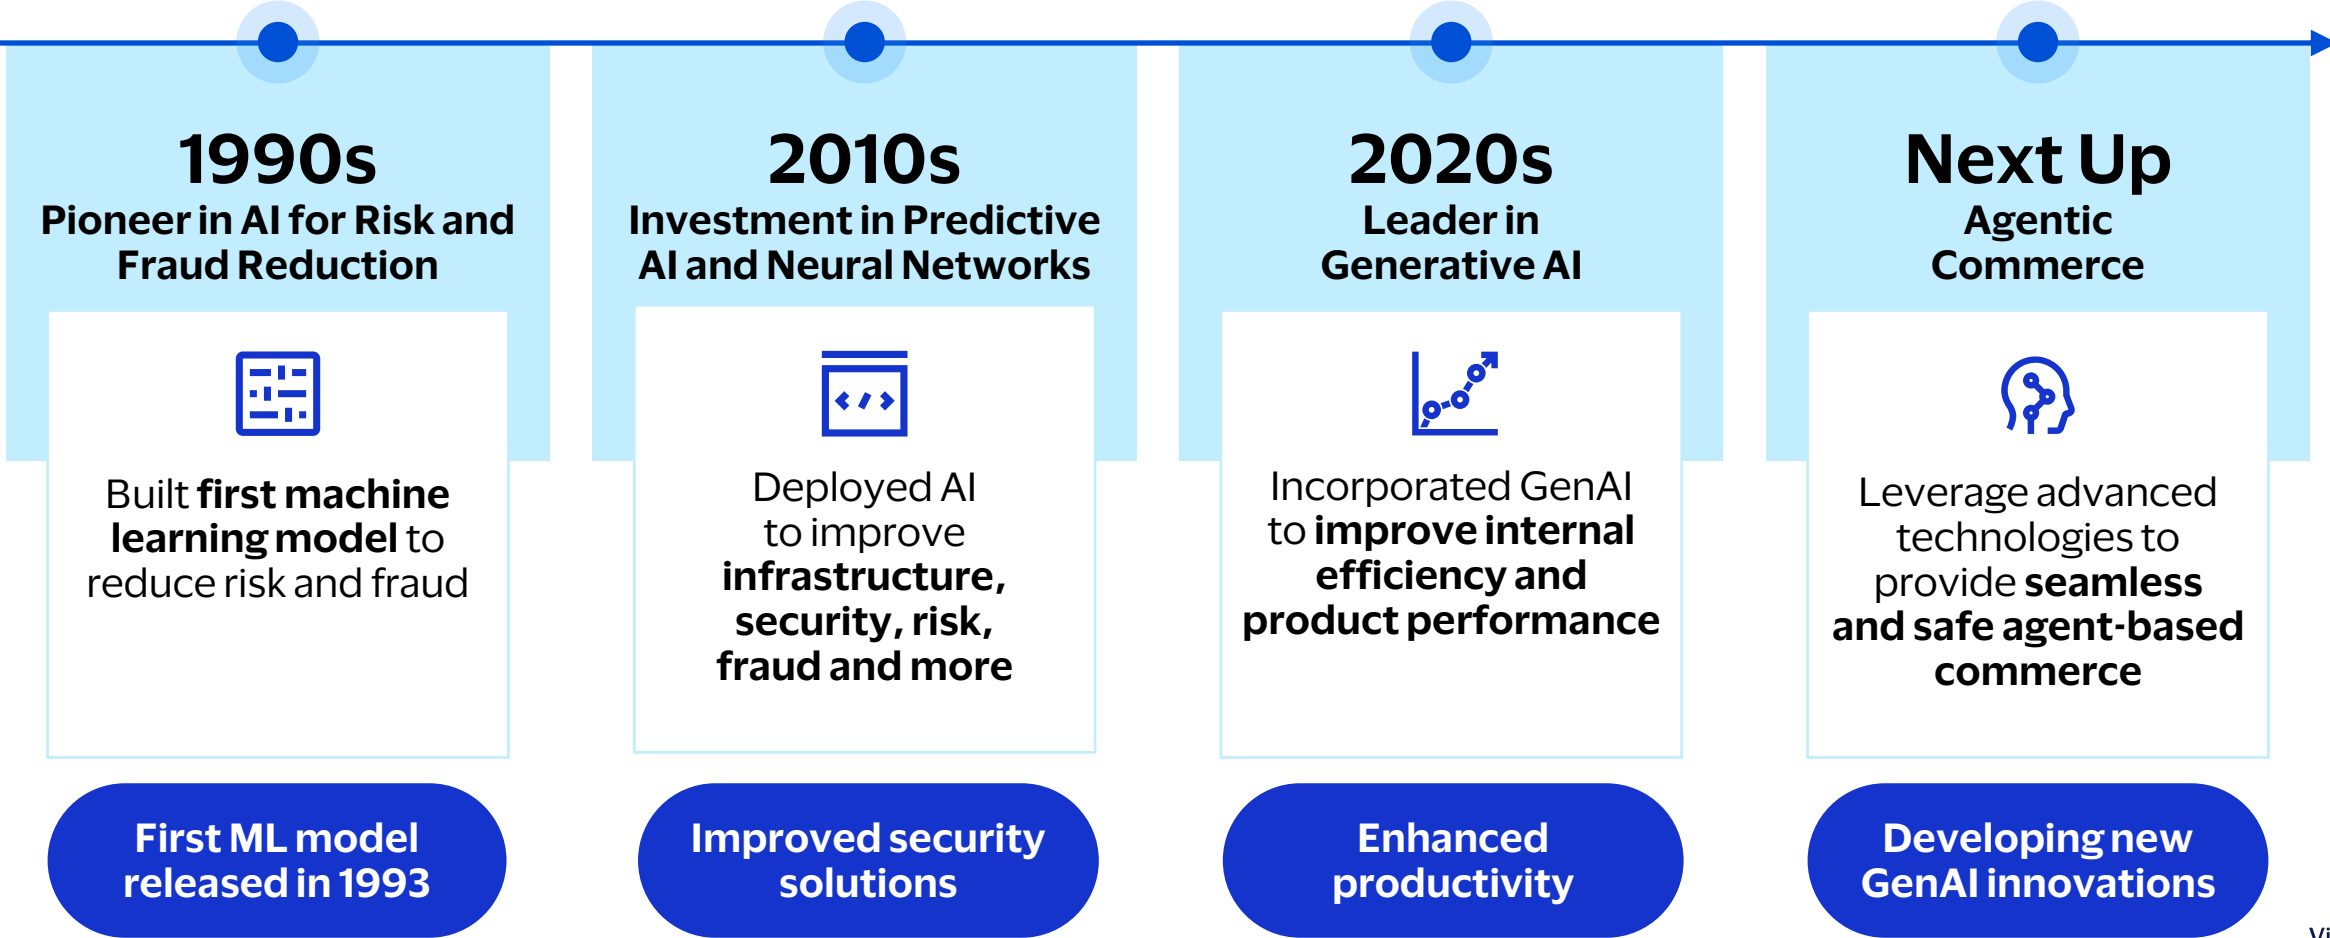 1990s
Pioneer in AI for Risk and
Fraud Reduction
Built first machine
learning model to
reduce risk and fraud
First ML model
released in 1993
2010s
Investment in Predictive
AI and Neural Networks
Deployed AI
to improve
infrastructure,
security, risk,
fraud and more
Improved security
solutions
2020s
Leader in
Generative AI
Incorporated GenAI
to improve internal
efficiency and
product performance
Enhanced
productivity
Next Up
Agentic
Commerce
Leverage advanced
technologies to
provide seamless
and safe agent-based
commerce
Developing new
GenAI innovations